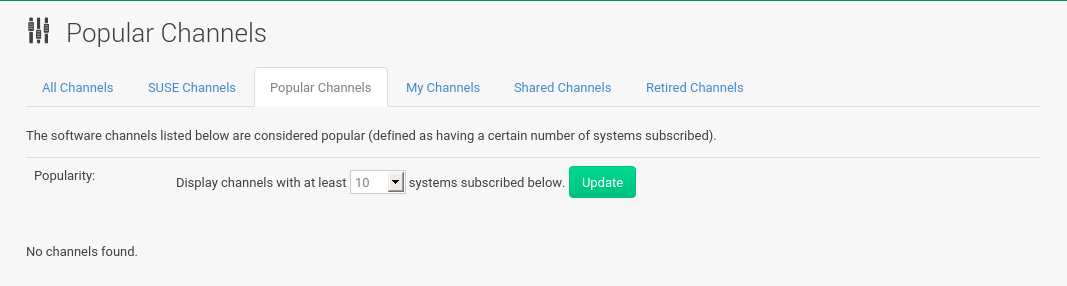 Popular Channels
All Channels SUSE Channels Popular Channels My Channels Shared Channels Retired Channels
The software channels listed below are considered popular (defined as having a certain number of systems subscribed).
Popularity: Display channels with at least 10 systems subscribed below. Update
No channels found.